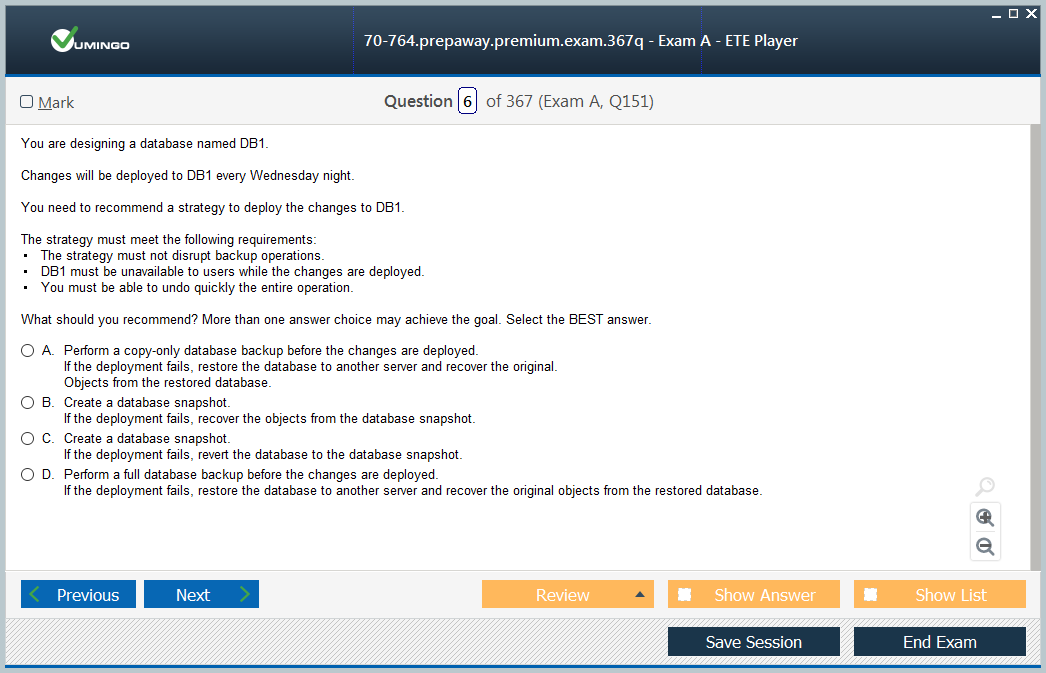 VUMINGO
70-764.prepaway.premium.exam.367q - Exam A - ETE Player
Mark
Question 6 of 367 (Exam A, Q151)
You are designing a database named DB1.
Changes will be deployed to DB1 every Wednesday night.
You need to recommend a strategy to deploy the changes to DB1.
The strategy must meet the following requirements:
• The strategy must not disrupt backup operations.
• DB1 must be unavailable to users while the changes are deployed.
• You must be able to undo quickly the entire operation.
What should you recommend? More than one answer choice may achieve the goal. Select the BEST answer.
A. Perform a copy-only database backup before the changes are deployed.
If the deployment fails, restore the database to another server and recover the original.
Objects from the restored database.
B. Create a database snapshot.
If the deployment fails, recover the objects from the database snapshot.
C. Create a database snapshot.
If the deployment fails, revert the database to the database snapshot.
D. Perform a full database backup before the changes are deployed.
If the deployment fails, restore the database to another server and recover the original objects from the restored database.
Previous
Next
Review
Show Answer
Show List
Save Session
End Exam